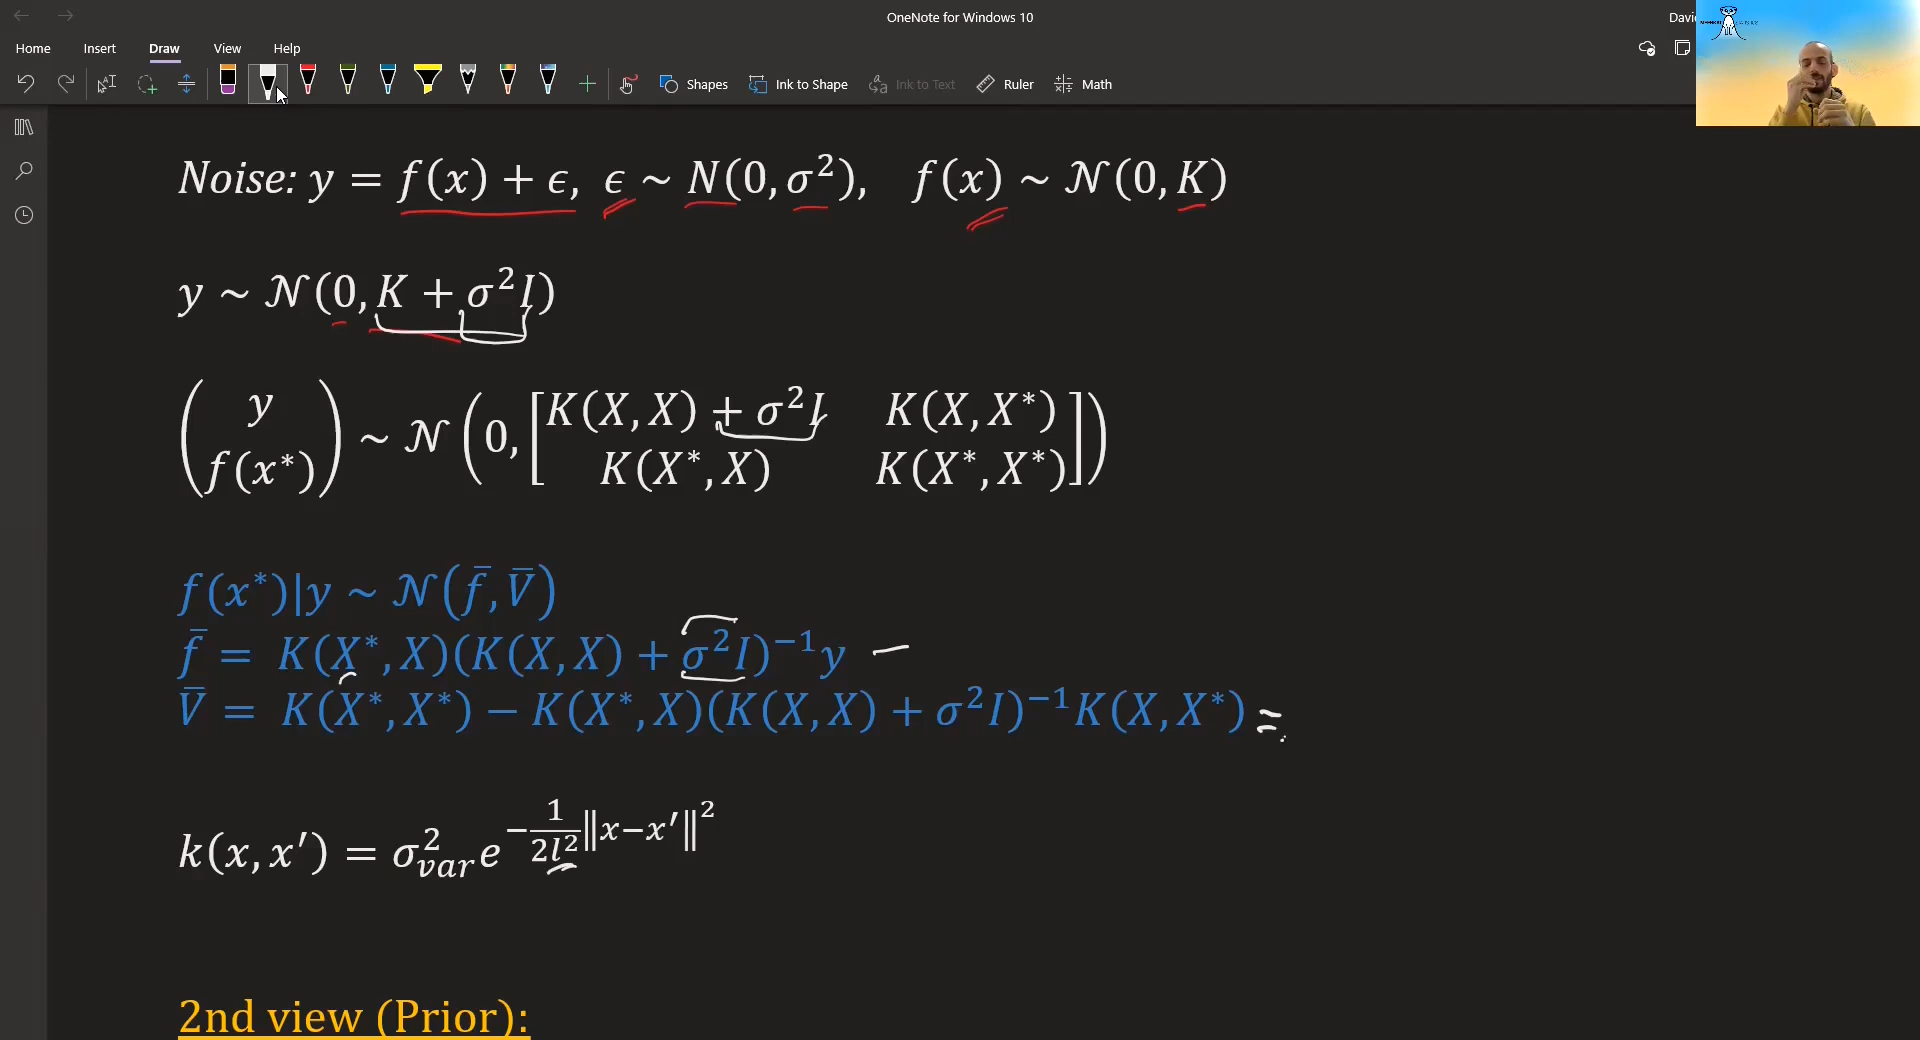 OneNote for Windows 10
Home Insert Draw View Help
Shapes Ink to Shape Ink to Text Ruler Math
Noise: y = f(x) + ϵ, ϵ ~ N(0, σ²), f(x) ~ 𝒩(0, K)
y ~ 𝒩(0, K + σ²I)
(y f(x*)) ~ 𝒩(0, [K(X, X) + σ²I K(X, X*) K(X*, X) K(X*, X*)])
f(x*)|y ~ 𝒩(f̄, V̄)
f̄ = K(X*, X)(K(X, X) + σ²I)⁻¹y
V̄ = K(X*, X*) − K(X*, X)(K(X, X) + σ²I)⁻¹K(X, X*)
k(x, x′) = σ²_var e^(−1/(2l²)‖x−x′‖²)
2nd view (Prior):